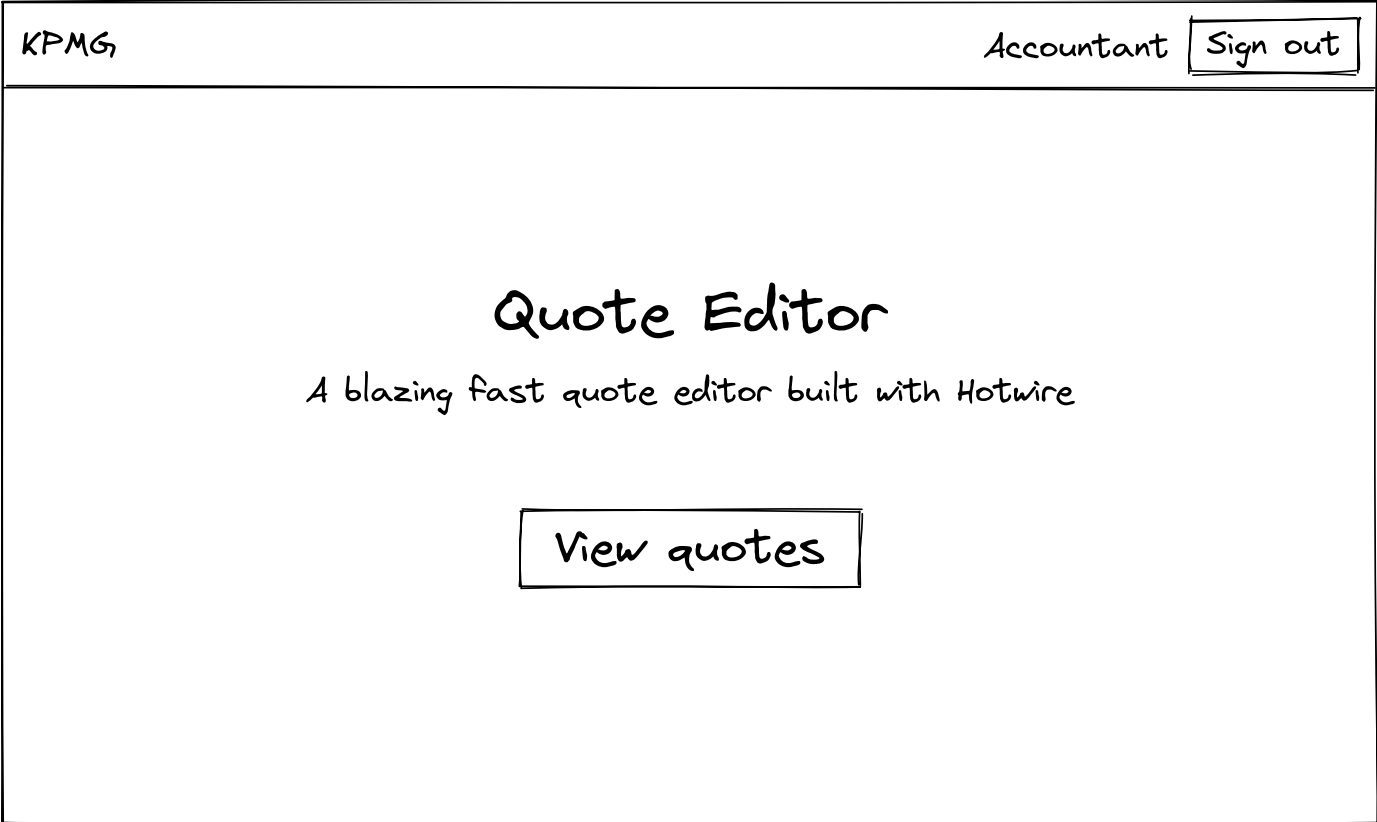 KPMG
Accountant
Sign out
Quote Editor
A blazing fast quote editor built with Hotwire
View quotes